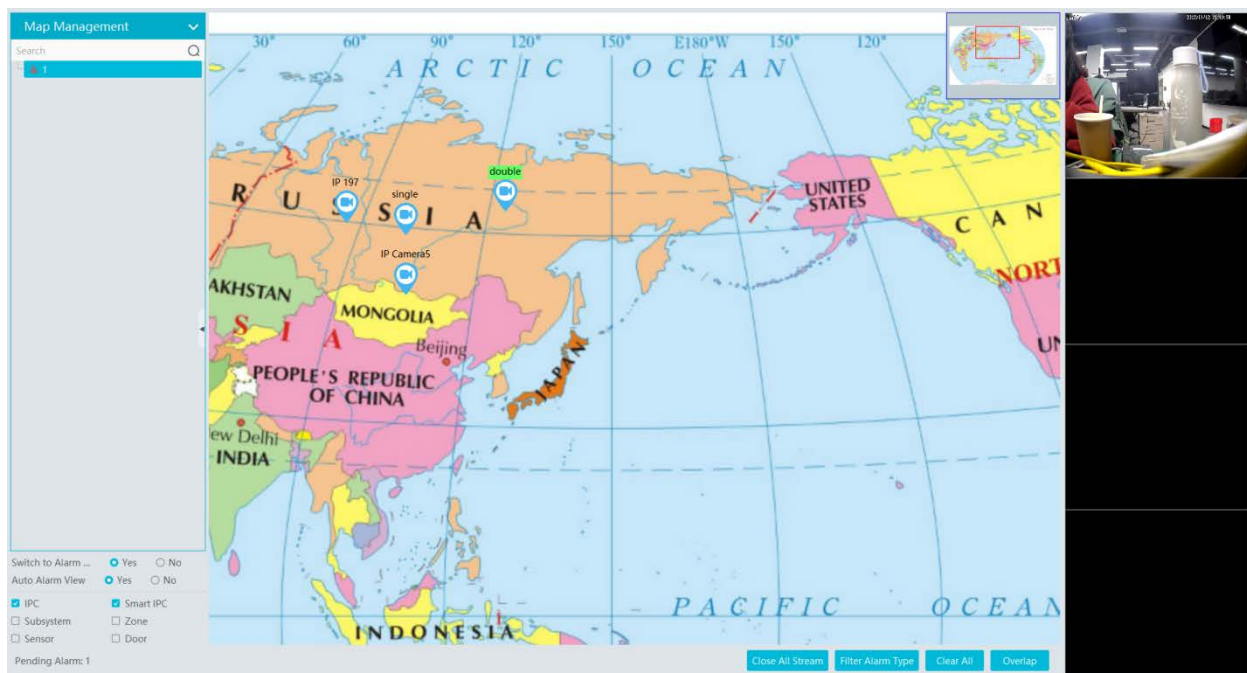 Map Management
Search
1
30°
60°
90°
120°
150°
E180°W
150°
120°
ARCTIC OCEAN
IP 197
single
double
IP Camera5
RUSSIA
UNITED
STATES
CAN
NORT
UN
AKHSTAN
MONGOLIA
SIA
Beijing
PEOPLE'S REPUBLIC
OF CHINA
JAPAN
ew Delhi
INDIA
PACIFIC OCEAN
INDONESIA
Switch to Alarm ...
Yes
No
Auto Alarm View
Yes
No
IPC
Smart IPC
Subsystem
Zone
Sensor
Door
Pending Alarm: 1
Close All Stream
Filter Alarm Type
Clear All
Overlap